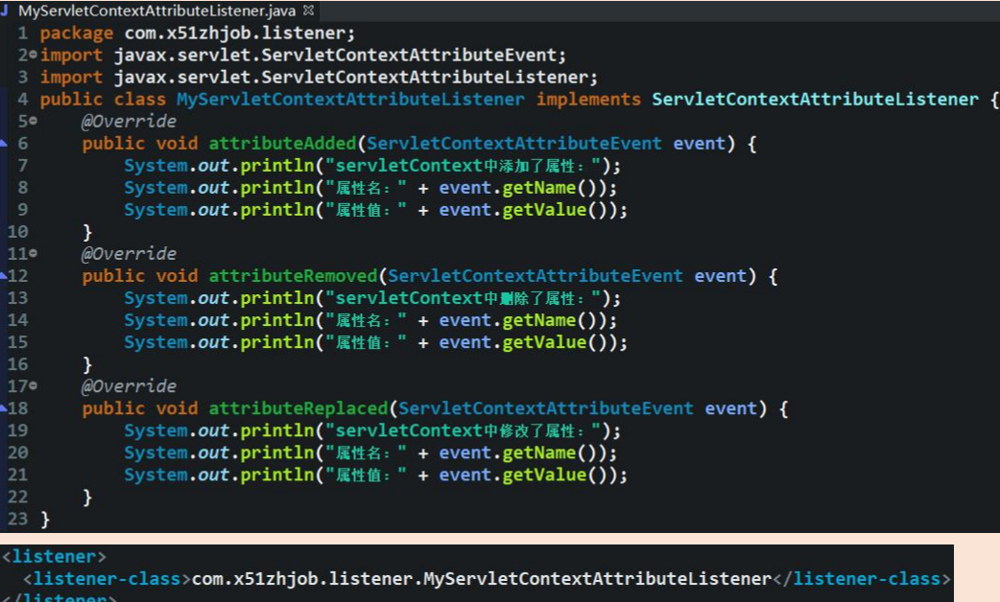 MyServletContextAttributeListener.java
1 package com.x51zhjob.listener;
2 import javax.servlet.ServletContextAttributeEvent;
3 import javax.servlet.ServletContextAttributeListener;
4 public class MyServletContextAttributeListener implements ServletContextAttributeListener {
5 @Override
6 public void attributeAdded(ServletContextAttributeEvent event) {
7 System.out.println("servletContext中添加了属性：");
8 System.out.println("属性名：" + event.getName());
9 System.out.println("属性值：" + event.getValue());
10 }
11 @Override
12 public void attributeRemoved(ServletContextAttributeEvent event) {
13 System.out.println("servletContext中删除了属性：");
14 System.out.println("属性名：" + event.getName());
15 System.out.println("属性值：" + event.getValue());
16 }
17 @Override
18 public void attributeReplaced(ServletContextAttributeEvent event) {
19 System.out.println("servletContext中修改了属性：");
20 System.out.println("属性名：" + event.getName());
21 System.out.println("属性值：" + event.getValue());
22 }
23 }
<listener>
<listener-class>com.x51zhjob.listener.MyServletContextAttributeListener</listener-class>
</listener>